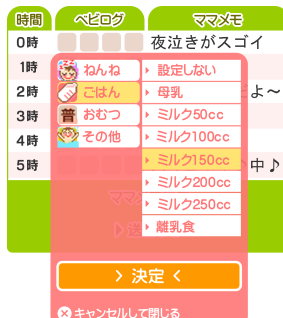 時間 ベビログ ママメモ
0時 夜泣きがスゴイ
1時
2時 よ～
3時
4時
5時 中♪
ねんね
ごはん
おむつ
普
その他
設定しない
母乳
ミルク50cc
ミルク100cc
ミルク150cc
ミルク200cc
ミルク250cc
離乳食
ママ
送
決定
キャンセルして閉じる